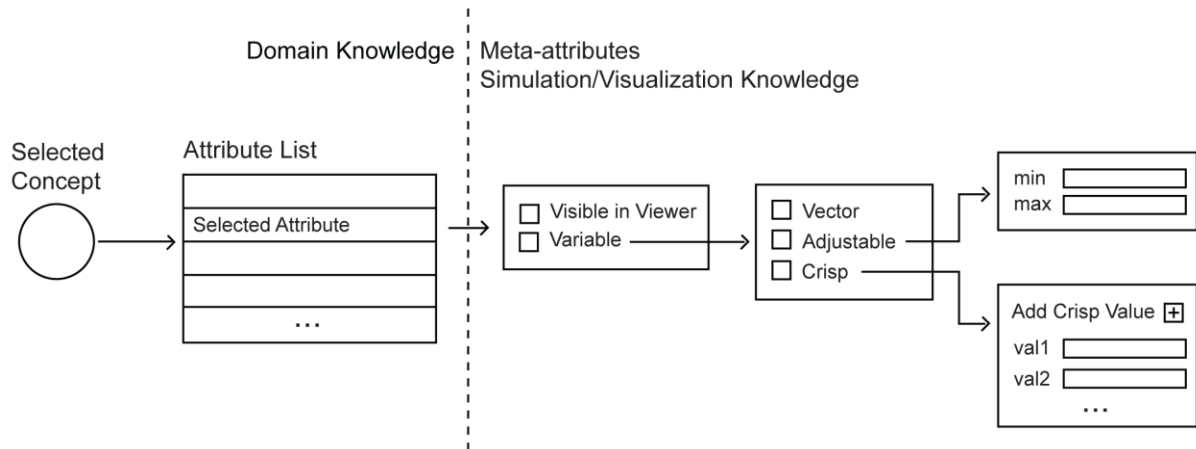 Domain Knowledge
Meta-attributes
Simulation/Visualization Knowledge
Selected
Concept
Attribute List
Selected Attribute
...
Visible in Viewer
Variable
Vector
Adjustable
Crisp
min
max
Add Crisp Value +
val1
val2
...